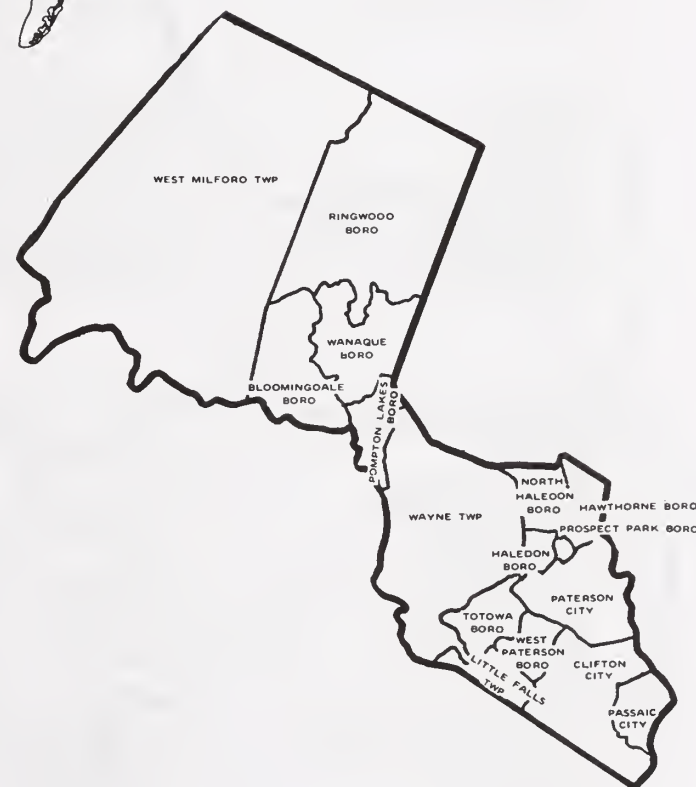 WEST MILFORD TWP
RINGWOOD
BORO
WANAQUE
BORO
BLOOMINGDALE
BORO
POMPTON LAKES
BORO
NORTH
HALEDON
BORO
HAWTHORNE BORO
WAYNE TWP
PROSPECT PARK BORO
HALEDON
BORO
PATERSON
CITY
TOTOWA
BORO
WEST
PATERSON
BORO
CLIFTON
CITY
LITTLE FALLS
TWP
PASSAIC
CITY